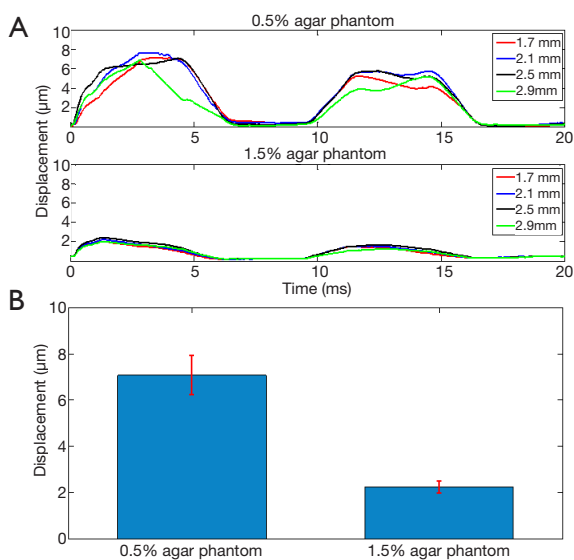 A
0.5% agar phantom
10
8
6
4
2
0 5 10 15 20
1.7 mm
2.1 mm
2.5 mm
2.9mm
Displacement (μm)
1.5% agar phantom
10
8
6
4
2
0 5 10 15 20
1.7 mm
2.1 mm
2.5 mm
2.9mm
Time (ms)
B
Displacement (μm)
10
8
6
4
2
0
0.5% agar phantom 1.5% agar phantom